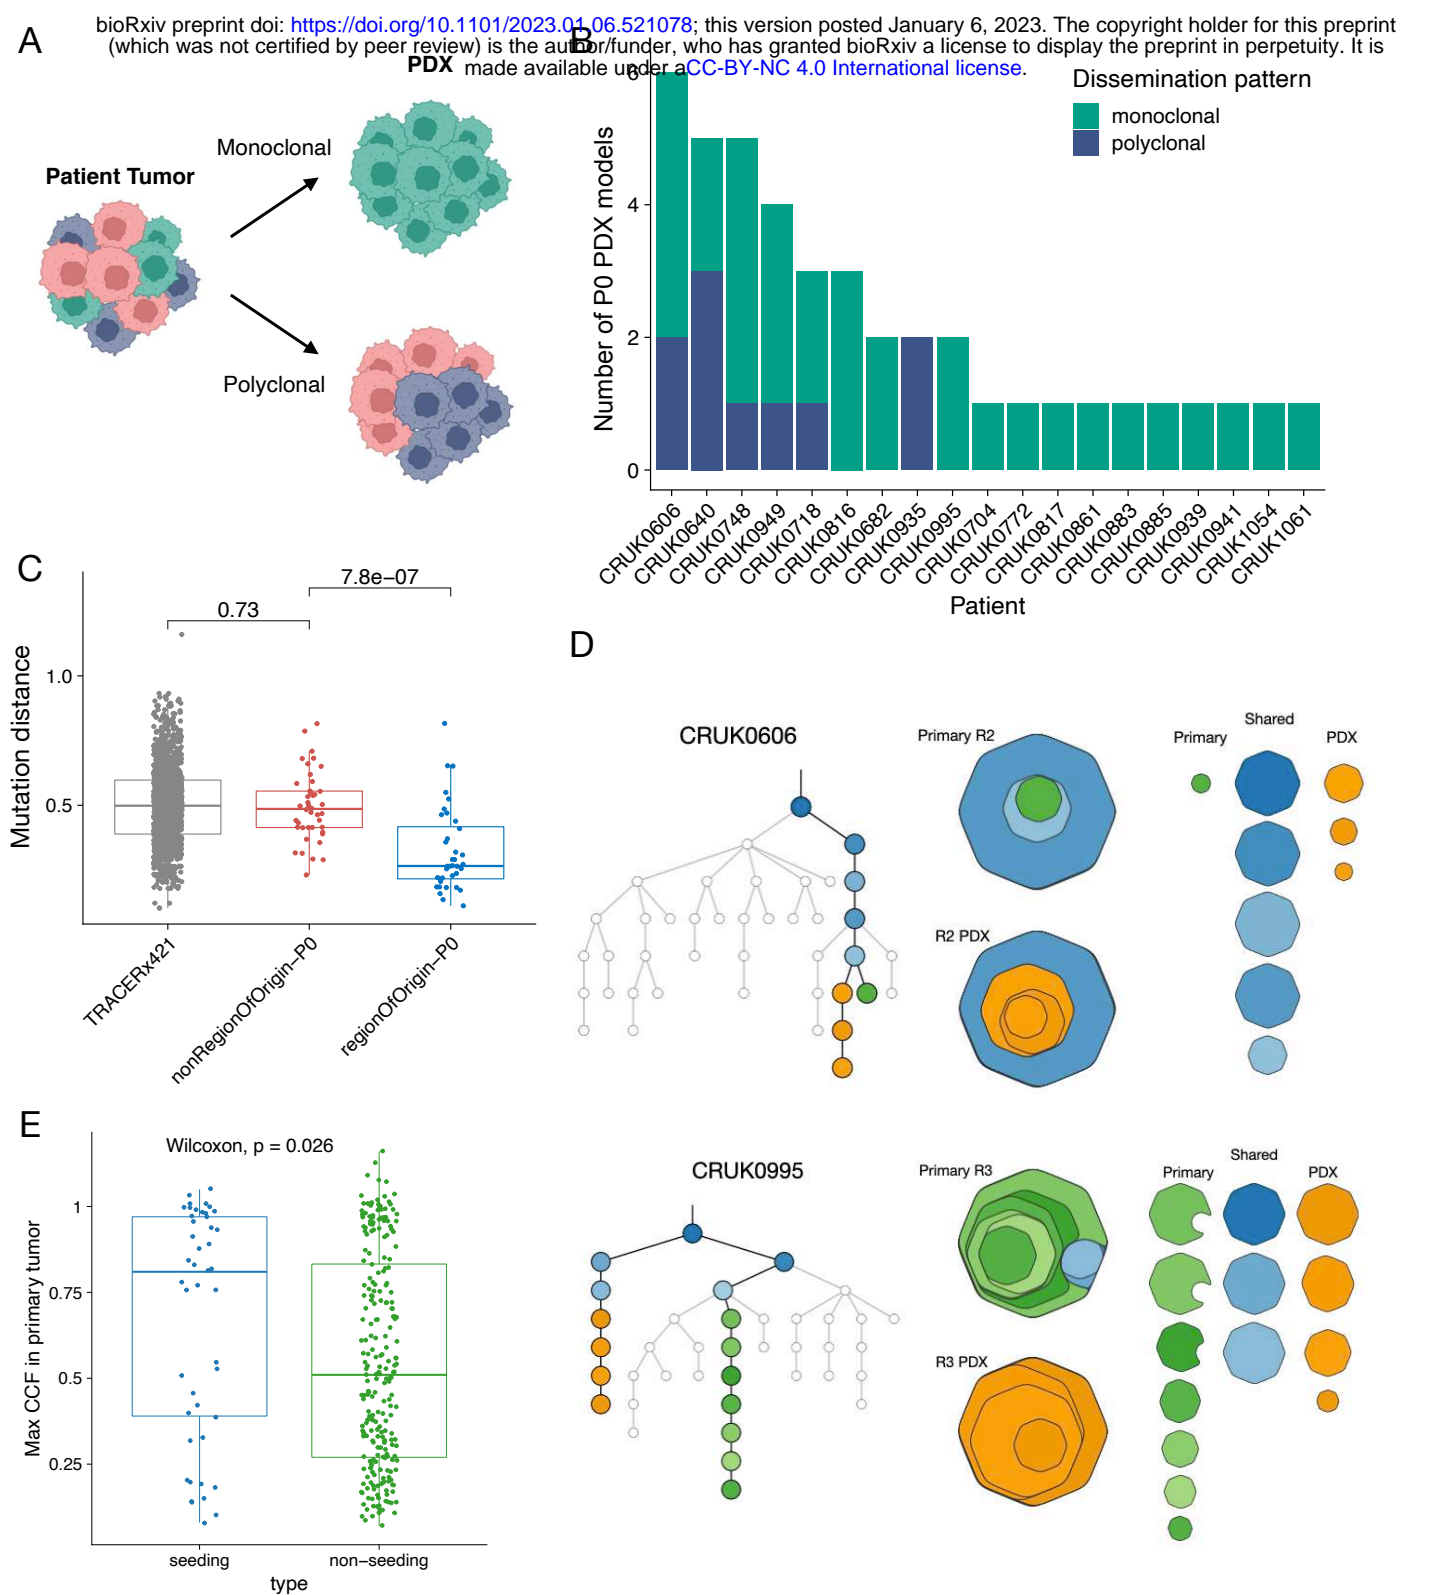 bioRxiv preprint doi: https://doi.org/10.1101/2023.01.06.521078; this version posted January 6, 2023. The copyright holder for this preprint
(which was not certified by peer review) is the author/funder, who has granted bioRxiv a license to display the preprint in perpetuity. It is
made available under aCC-BY-NC 4.0 International license.
A
PDX
Monoclonal
Patient Tumor
Polyclonal
B
Dissemination pattern
monoclonal
polyclonal
Number of P0 PDX models
6
4
2
0
CRUK0606
CRUK0640
CRUK0748
CRUK0949
CRUK0718
CRUK0816
CRUK0682
CRUK0935
CRUK0995
CRUK0704
CRUK0772
CRUK0817
CRUK0861
CRUK0883
CRUK0885
CRUK0939
CRUK0941
CRUK1054
CRUK1061
Patient
C
7.8e−07
0.73
Mutation distance
1.0
0.5
TRACERx421
nonRegionOfOrigin−P0
regionOfOrigin−P0
D
CRUK0606
Primary R2
R2 PDX
Primary
Shared
PDX
CRUK0995
Primary R3
R3 PDX
Primary
Shared
PDX
E
Wilcoxon, p = 0.026
Max CCF in primary tumor
1
0.75
0.5
0.25
seeding
non−seeding
type